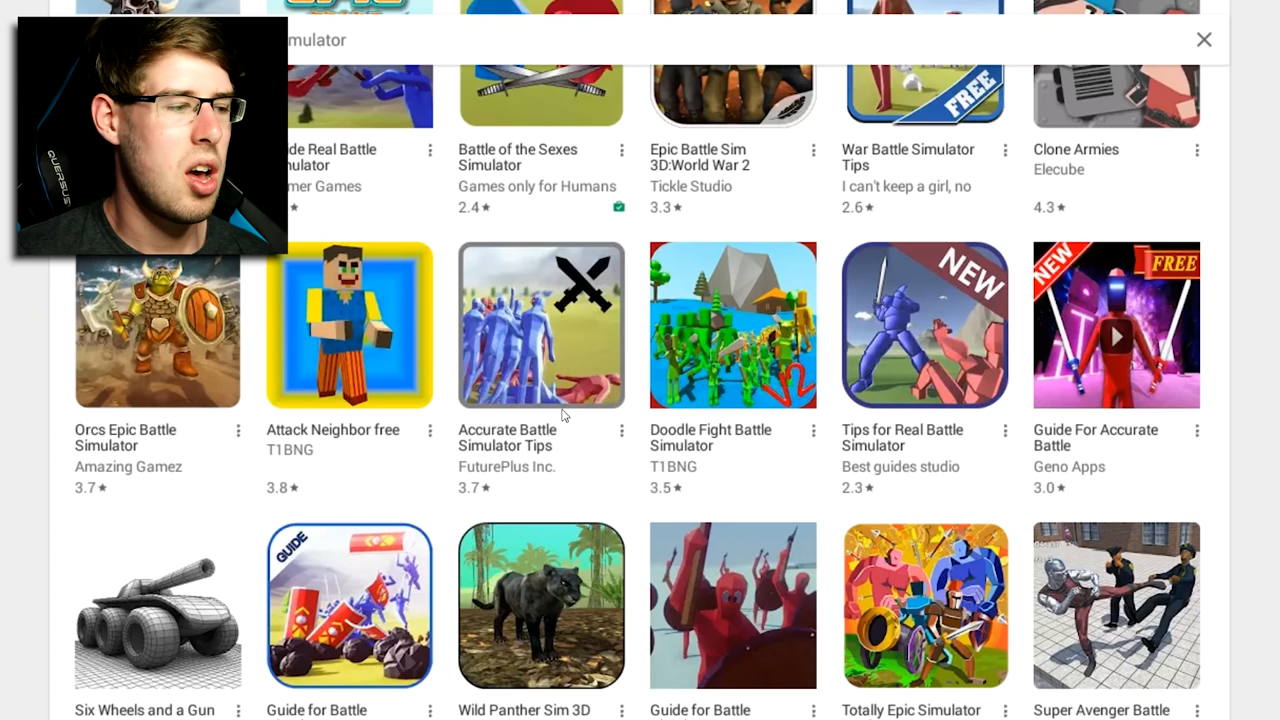 mulator
QUERSUS
FREE
de Real Battle
mulator
mer Games
Battle of the Sexes
Simulator
Games only for Humans
2.4★
Epic Battle Sim
3D:World War 2
Tickle Studio
3.3★
War Battle Simulator
Tips
I can't keep a girl, no
2.6★
Clone Armies
Elecube
4.3★
NEW
NEW
FREE
V2
Orcs Epic Battle
Simulator
Amazing Gamez
3.7★
Attack Neighbor free
T1BNG
3.8★
Accurate Battle
Simulator Tips
FuturePlus Inc.
3.7★
Doodle Fight Battle
Simulator
T1BNG
3.5★
Tips for Real Battle
Simulator
Best guides studio
2.3★
Guide For Accurate
Battle
Geno Apps
3.0★
GUIDE
Six Wheels and a Gun
Guide for Battle
Wild Panther Sim 3D
Guide for Battle
Totally Epic Simulator
Super Avenger Battle